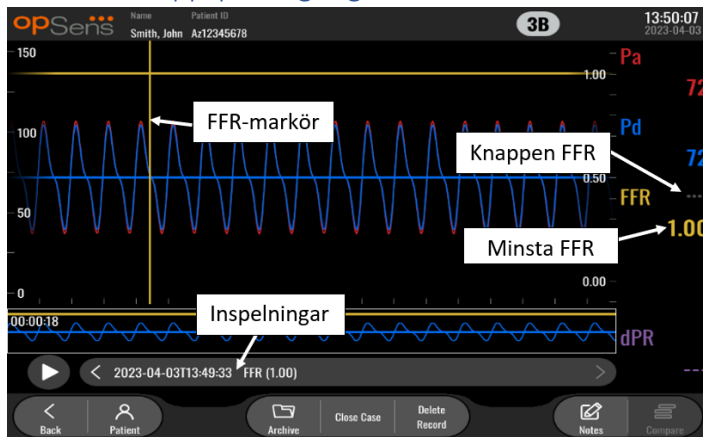 opSens
Name
Patient ID
Smith, John
Az12345678
3B
13:50:07
2023-04-03
150
1.00
Pa
72
FFR-markör
100
Pd
Knappen FFR
72
0.50
FFR
---
50
1.00
Minsta FFR
0.00
0
00:00:18
Inspelningar
dPR
---
2023-04-03T13:49:33 FFR (1.00)
Back
Patient
Archive
Close Case
Delete
Record
Notes
Compare